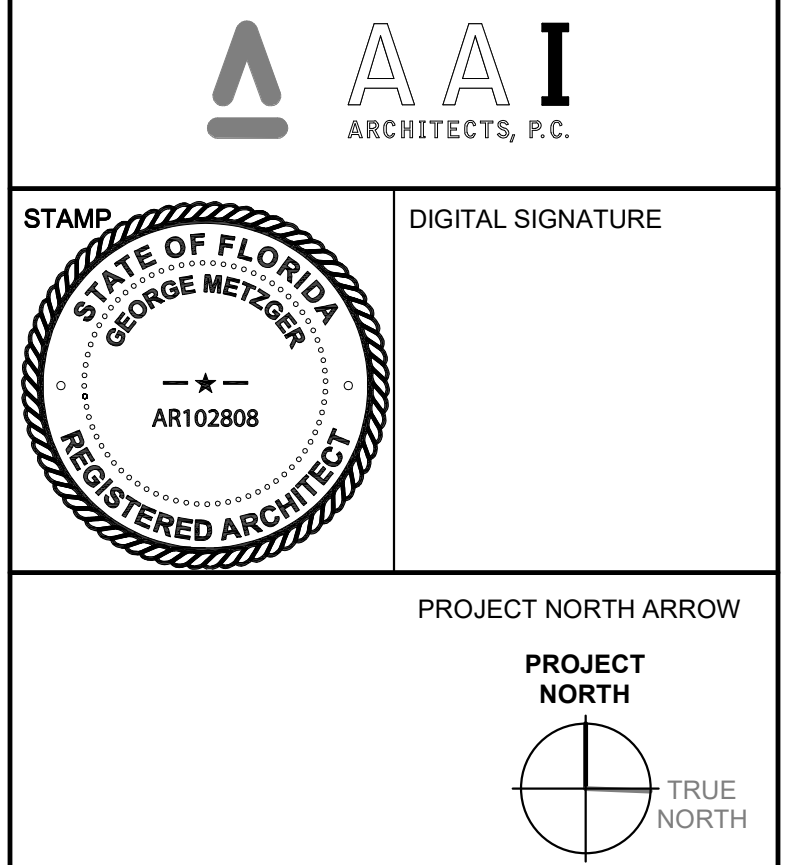 AAI
ARCHITECTS, P.C.
STAMP
STATE OF FLORIDA
GEORGE METZGER
AR102808
REGISTERED ARCHITECT
DIGITAL SIGNATURE
PROJECT NORTH ARROW
PROJECT
NORTH
TRUE
NORTH